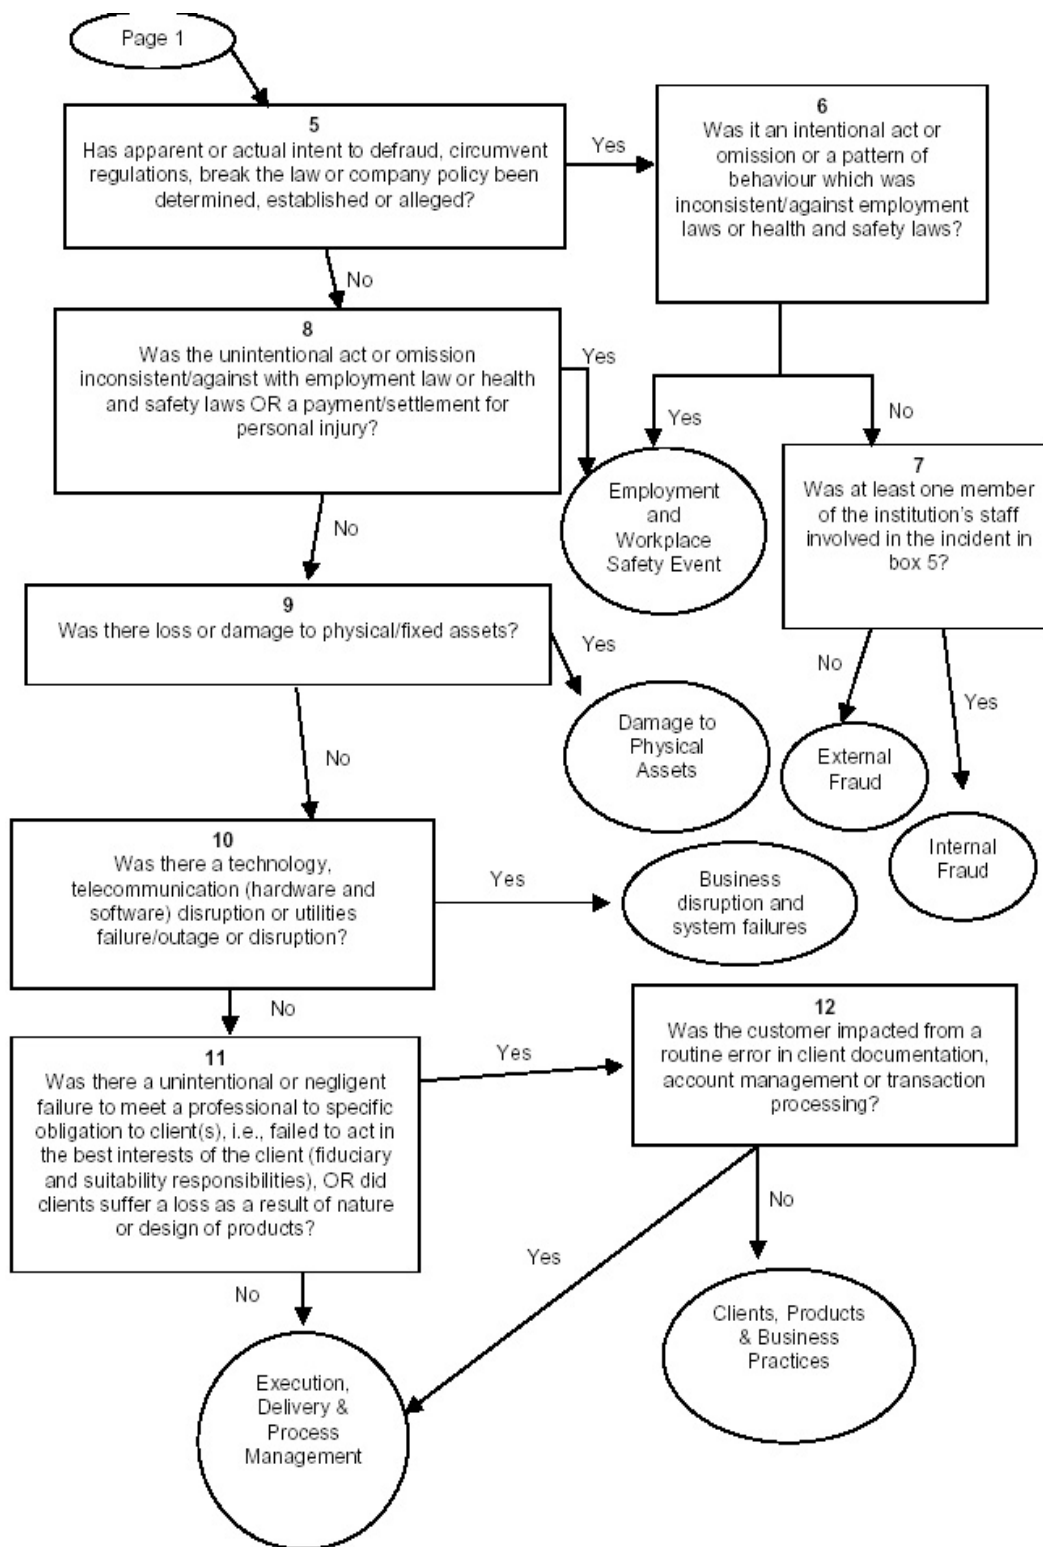 Page 1
5
Has apparent or actual intent to defraud, circumvent
regulations, break the law or company policy been
determined, established or alleged?
Yes
6
Was it an intentional act or
omission or a pattern of
behaviour which was
inconsistent/against employment
laws or health and safety laws?
No
8
Was the unintentional act or omission
inconsistent/against with employment law or health
and safety laws OR a payment/settlement for
personal injury?
Yes
Yes
No
Employment
and
Workplace
Safety Event
7
Was at least one member
of the institution's staff
involved in the incident in
box 5?
No
9
Was there loss or damage to physical/fixed assets?
Yes
No
Yes
Damage to
Physical
Assets
External
Fraud
Internal
Fraud
No
10
Was there a technology,
telecommunication (hardware and
software) disruption or utilities
failure/outage or disruption?
Yes
Business
disruption and
system failures
No
11
Was there a unintentional or negligent
failure to meet a professional to specific
obligation to client(s), i.e., failed to act in
the best interests of the client (fiduciary
and suitability responsibilities), OR did
clients suffer a loss as a result of nature
or design of products?
Yes
12
Was the customer impacted from a
routine error in client documentation,
account management or transaction
processing?
No
Yes
No
Execution,
Delivery &
Process
Management
Clients, Products
& Business
Practices